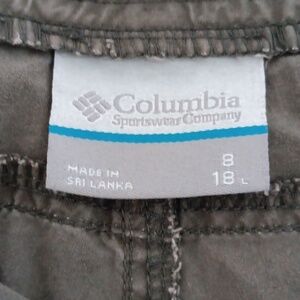 Columbia
Sportswear Company
MADE IN
SRI LANKA
8
18 L